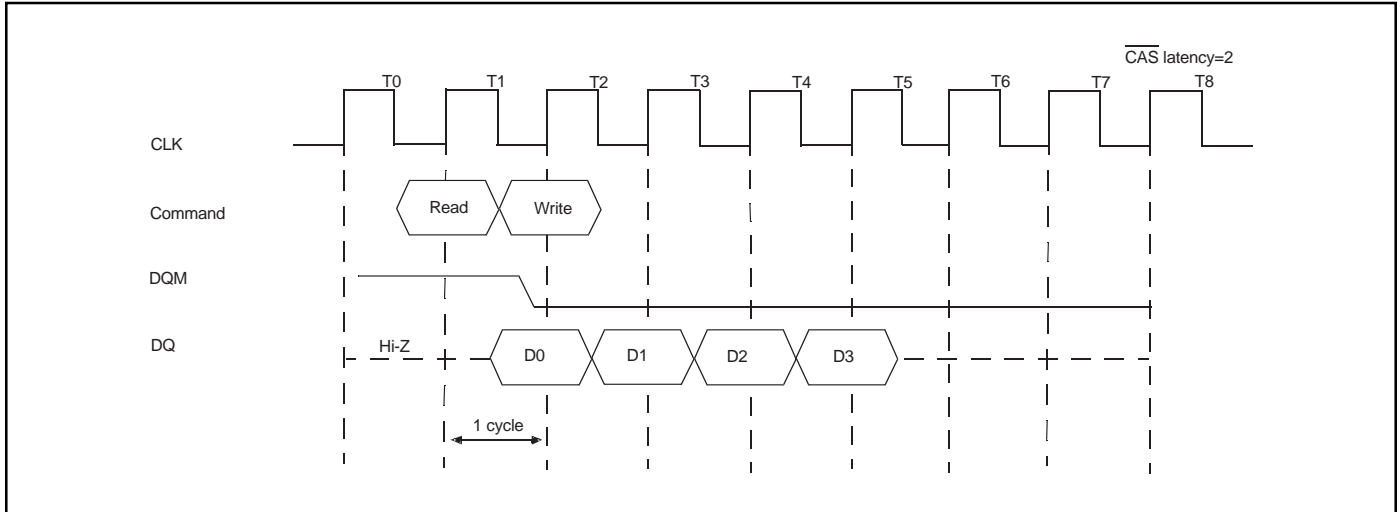 CAS latency=2
T0 T1 T2 T3 T4 T5 T6 T7 T8
CLK
Command Read Write
DQM
DQ Hi-Z D0 D1 D2 D3
1 cycle